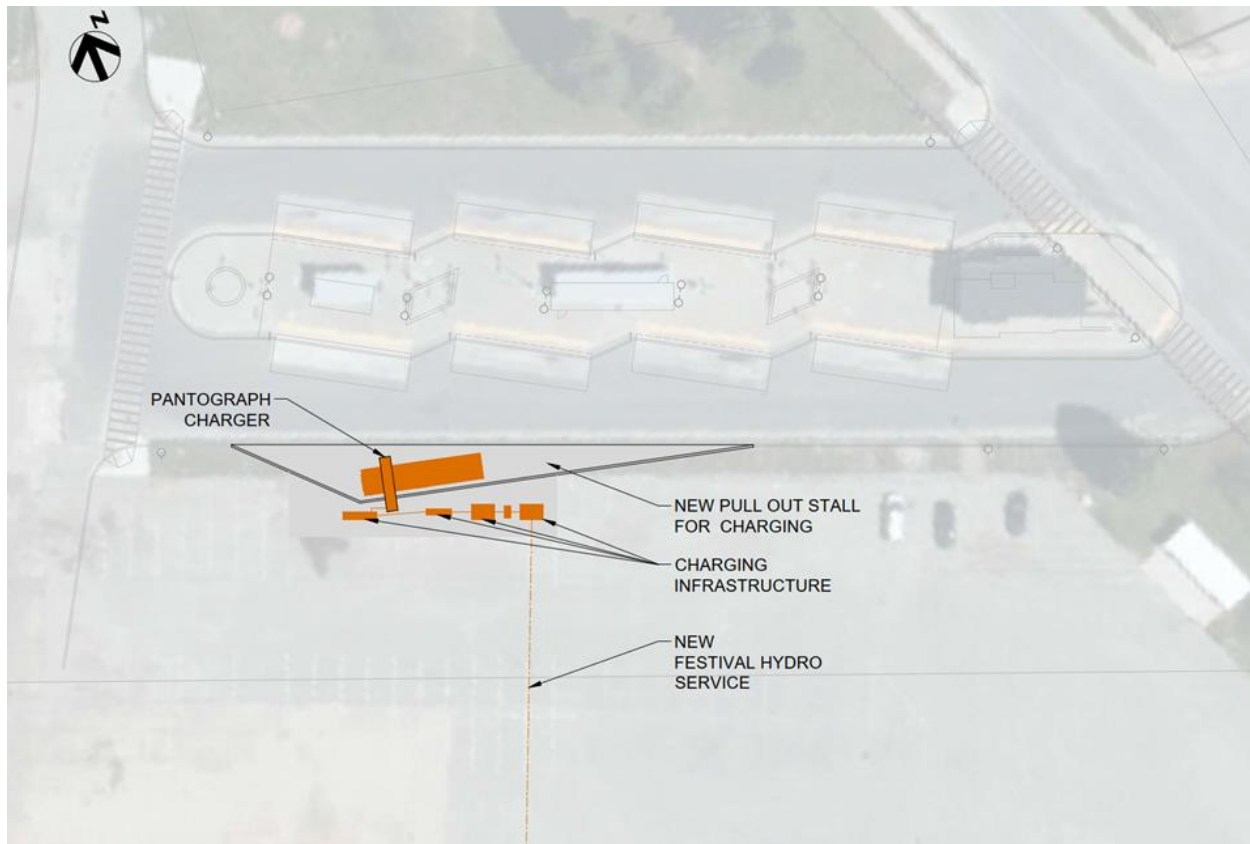 N
PANTOGRAPH
CHARGER
NEW PULL OUT STALL
FOR CHARGING
CHARGING
INFRASTRUCTURE
NEW
FESTIVAL HYDRO
SERVICE